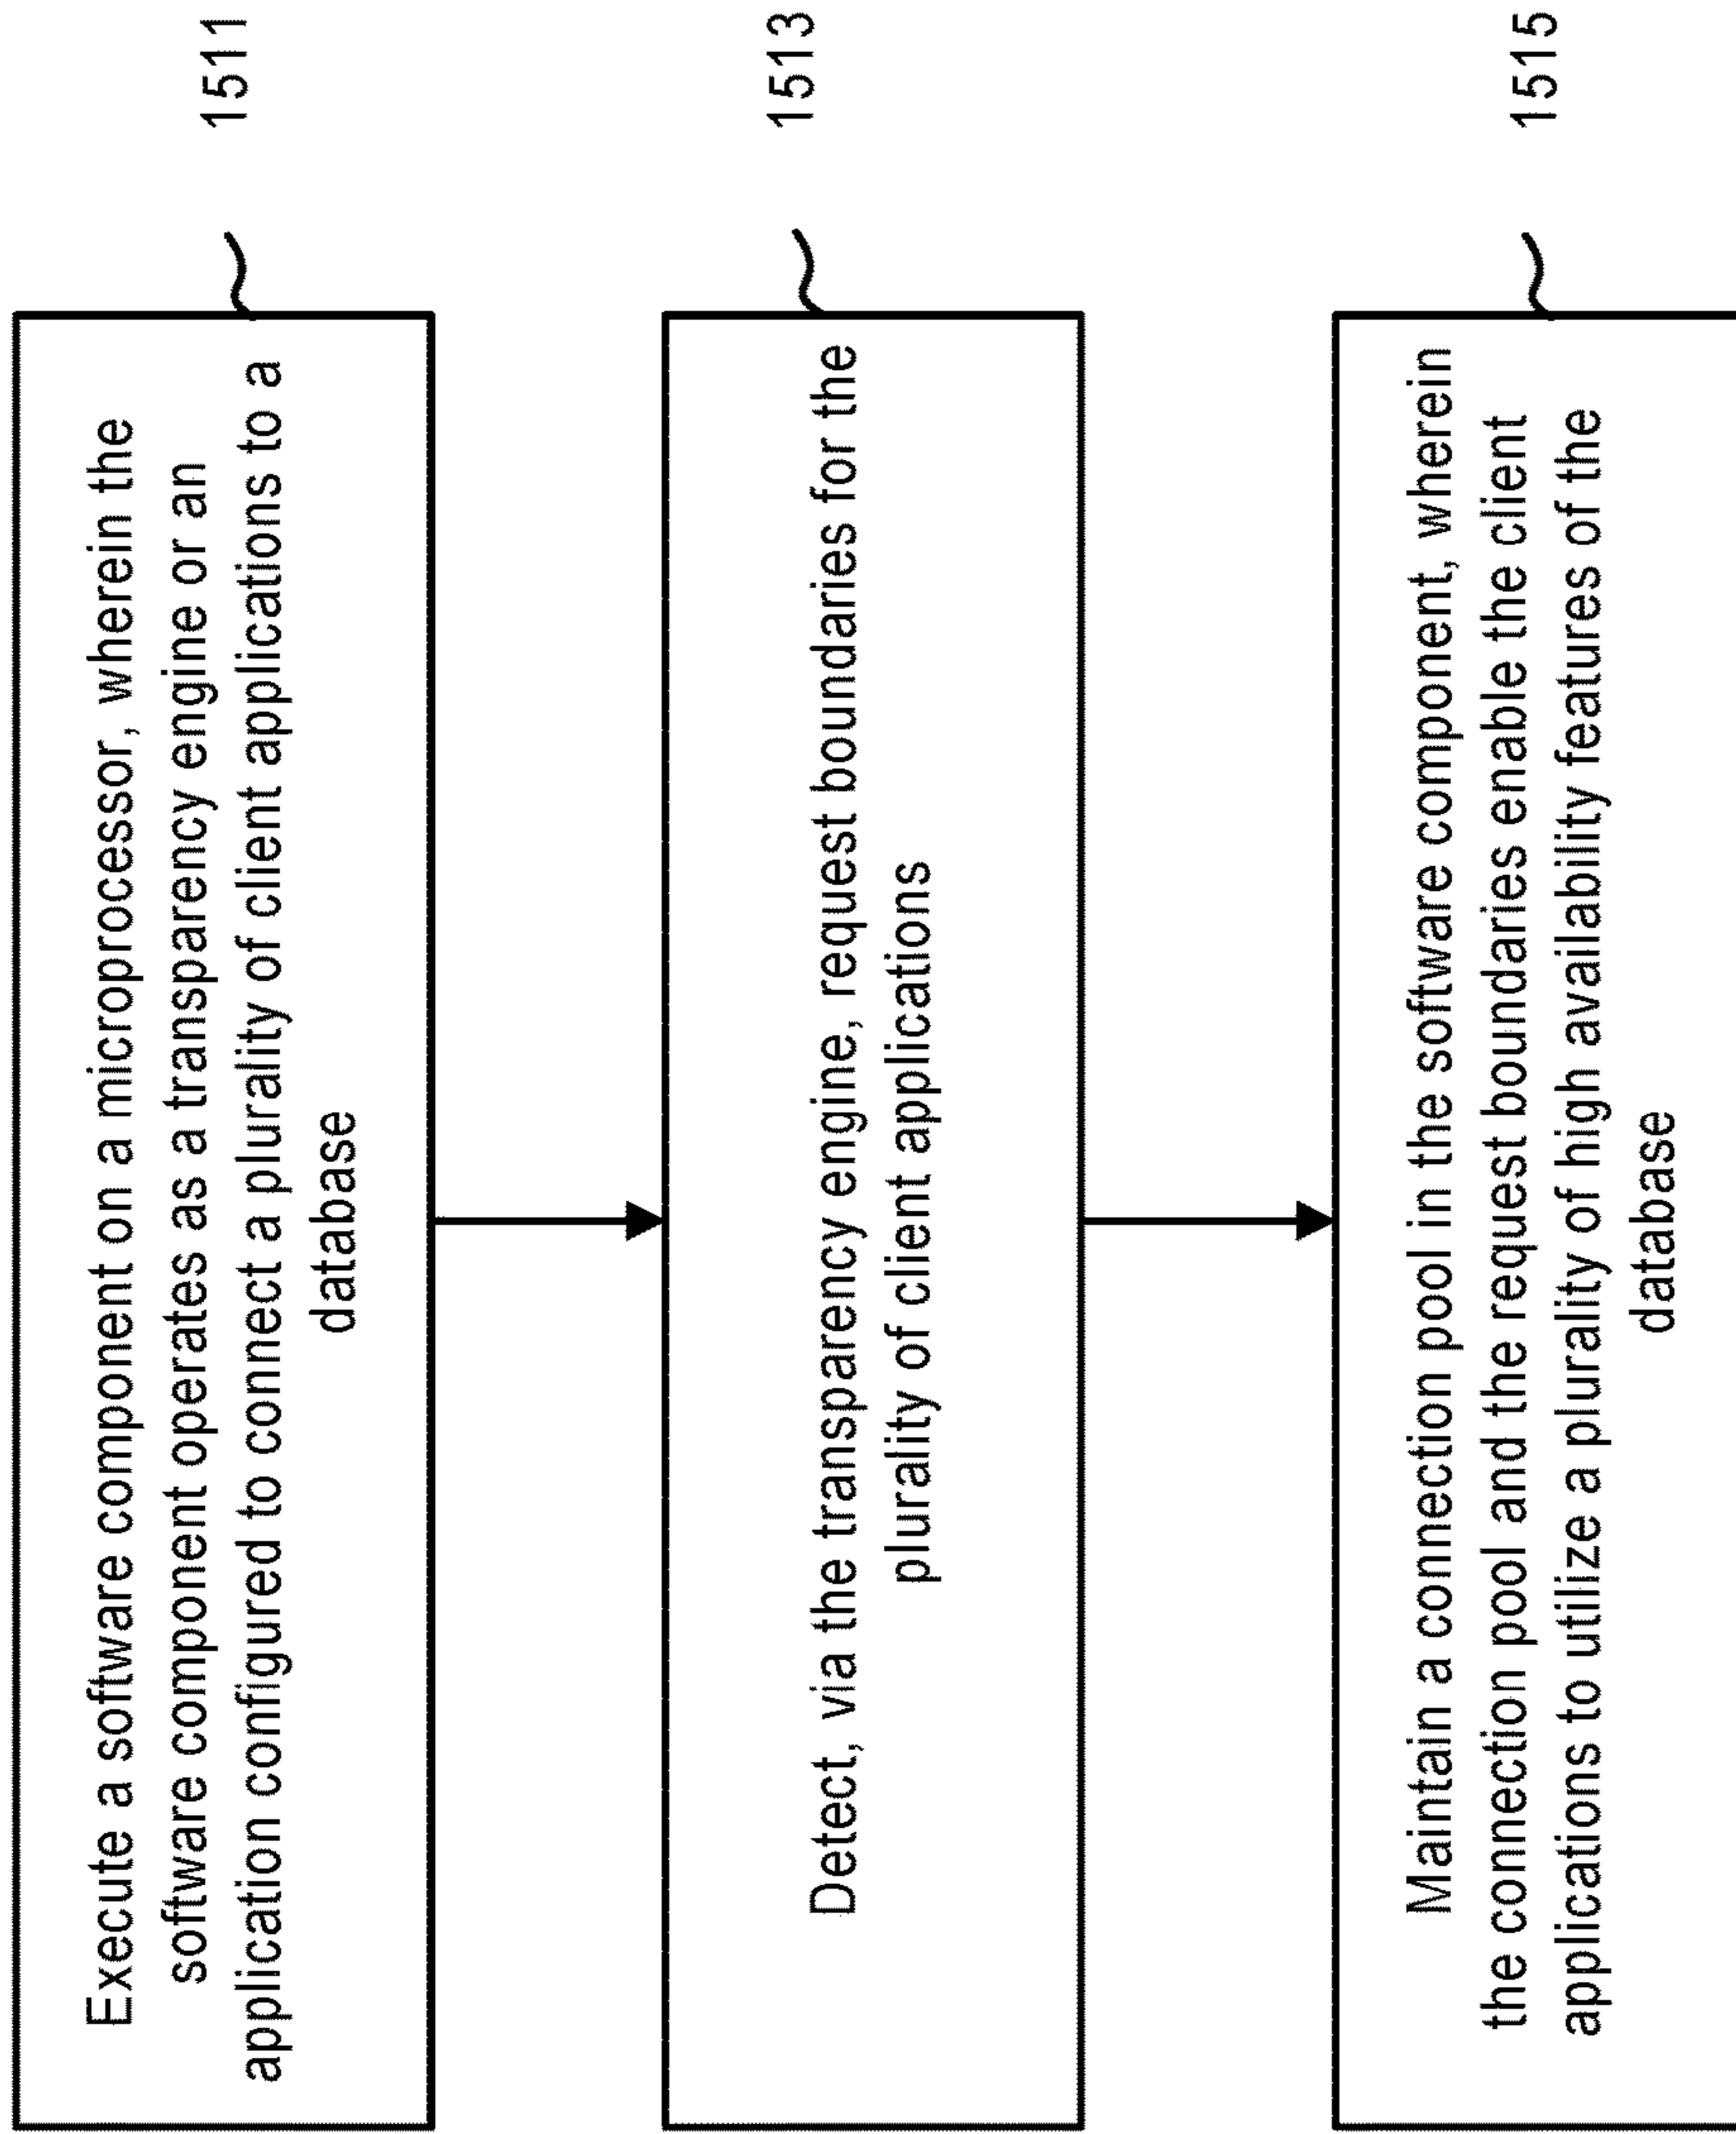 Execute a software component on a microprocessor, wherein the
software component operates as a transparency engine or an
application configured to connect a plurality of client applications to a
database
1511
Detect, via the transparency engine, request boundaries for the
plurality of client applications
1513
Maintain a connection pool in the software component, wherein
the connection pool and the request boundaries enable the client
applications to utilize a plurality of high availability features of the
database
1515